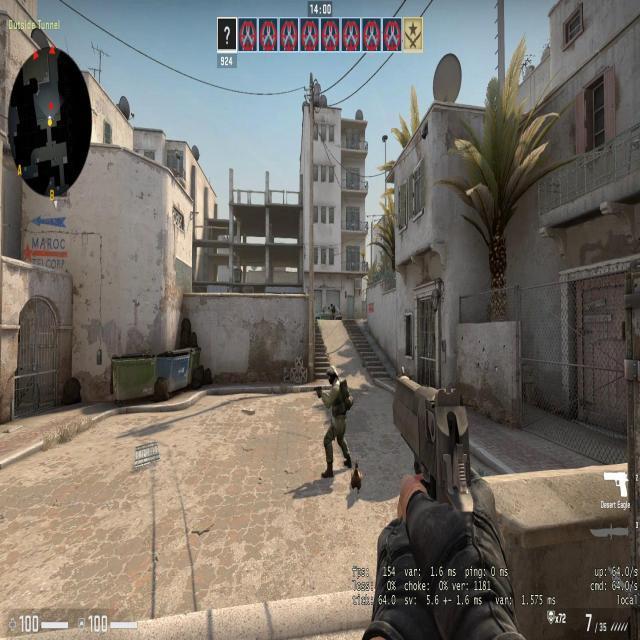 Outside Tunnel
14:00
?
924
A
B
MAROC
Desert Eagle
fps: 154 var: 1.6 ms ping: 0 ms
loss: 0% choke: 0% ver: 1181
tick: 64.0 sv: 5.6 +- 1.6 ms var: 1.575 ms
up: 64.0/s
cmd: 64.0/s
local
100
100
x72
7 / 35